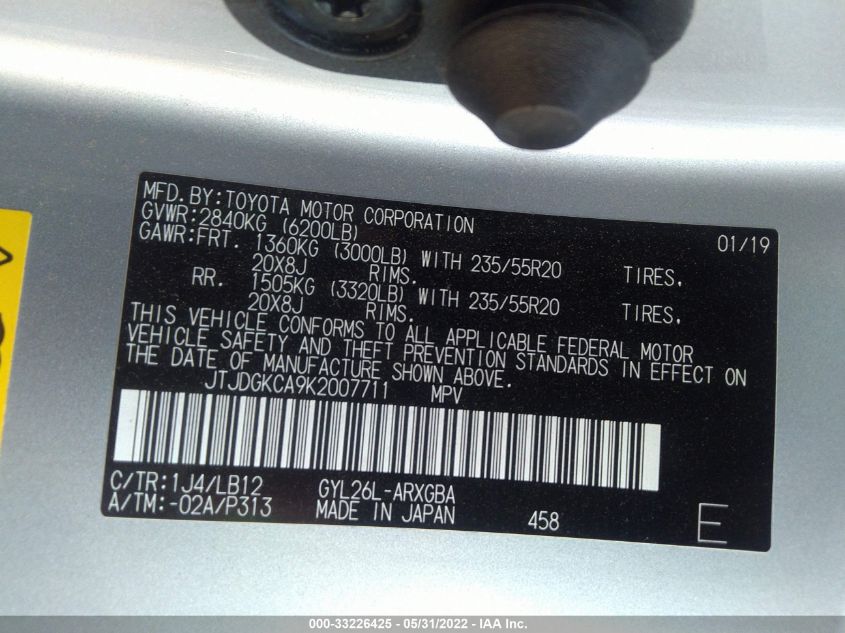 MFD. BY: TOYOTA MOTOR CORPORATION 01/19
GVWR: 2840KG (6200LB)
GAWR: FRT. 1360KG (3000LB) WITH 235/55R20 TIRES,
20X8J RIMS.
RR. 1505KG (3320LB) WITH 235/55R20 TIRES,
20X8J RIMS.
THIS VEHICLE CONFORMS TO ALL APPLICABLE FEDERAL MOTOR
VEHICLE SAFETY AND THEFT PREVENTION STANDARDS IN EFFECT ON
THE DATE OF MANUFACTURE SHOWN ABOVE.
JTJDGKCA9K2007711 MPV
C/TR: 1J4/LB12 GYL26L-ARXGBA
A/TM: -02A/P313 MADE IN JAPAN 458 E
000-33226425 - 05/31/2022 - IAA Inc.